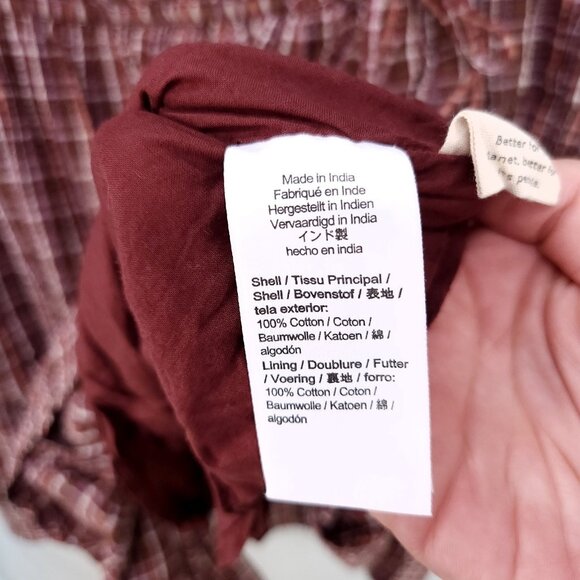 Made in India
Fabriqué en Inde
Hergestellt in Indien
Vervaardigd in India
インド製
hecho en india
Shell / Tissu Principal /
Shell / Bovenstof / 表地 /
tela exterior:
100% Cotton / Coton /
Baumwolle / Katoen / 綿 /
algodón
Lining / Doublure / Futter
/ Voering / 裏地 / forro:
100% Cotton / Coton /
Baumwolle / Katoen / 綿 /
algodón
Better for
planet, better